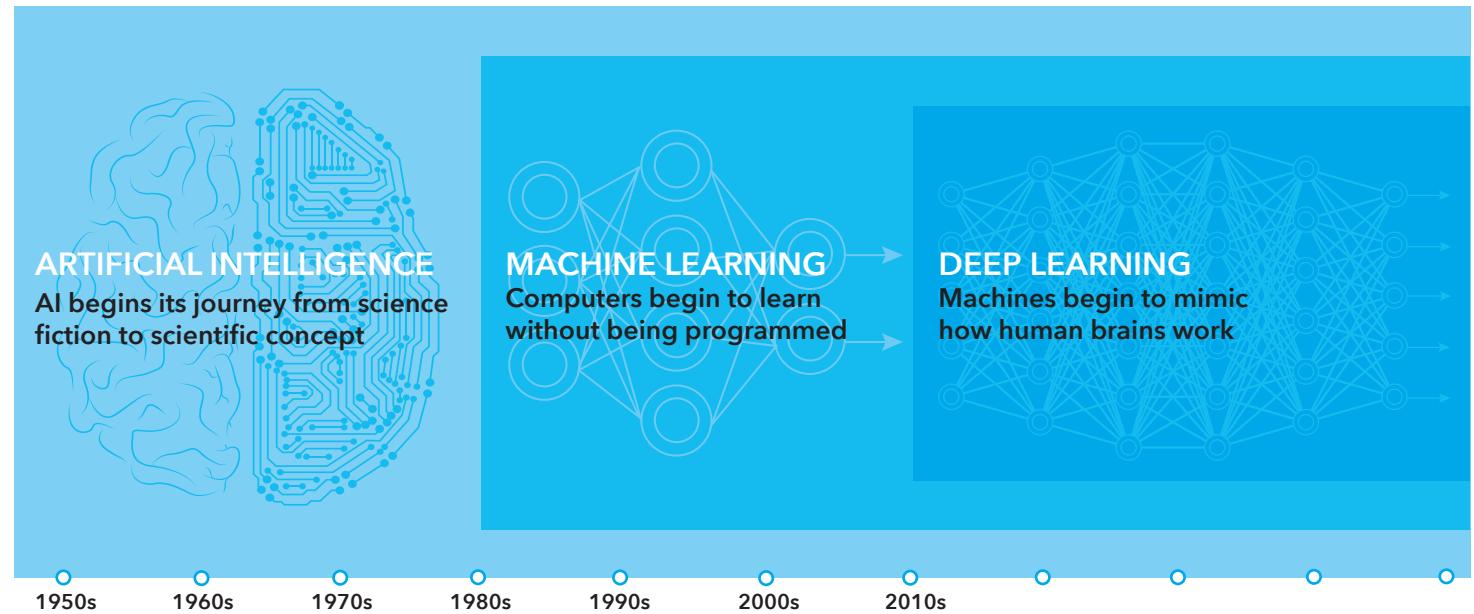 ARTIFICIAL INTELLIGENCE
AI begins its journey from science
fiction to scientific concept
MACHINE LEARNING
Computers begin to learn
without being programmed
DEEP LEARNING
Machines begin to mimic
how human brains work
1950s 1960s 1970s 1980s 1990s 2000s 2010s